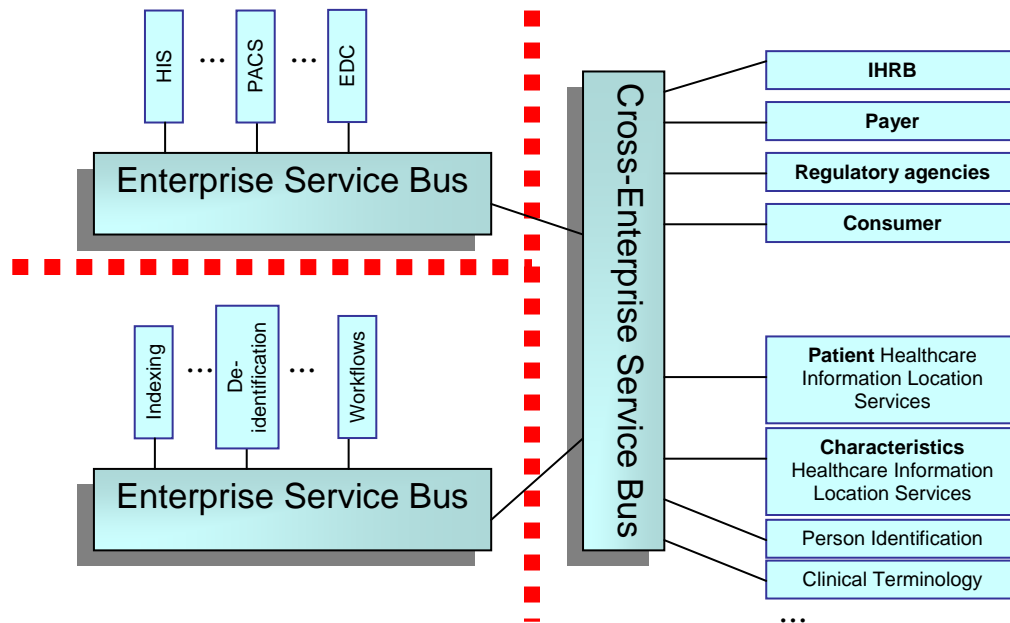 HIS
...
PACS
...
EDC
Enterprise Service Bus
Indexing
...
De-
identification
...
Workflows
Enterprise Service Bus
Cross-Enterprise Service Bus
IHRB
Payer
Regulatory agencies
Consumer
Patient Healthcare
Information Location
Services
Characteristics
Healthcare Information
Location Services
Person Identification
Clinical Terminology
...